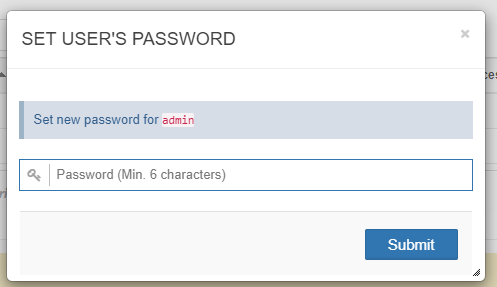 SET USER'S PASSWORD
×
Set new password for admin
Password (Min. 6 characters)
Submit